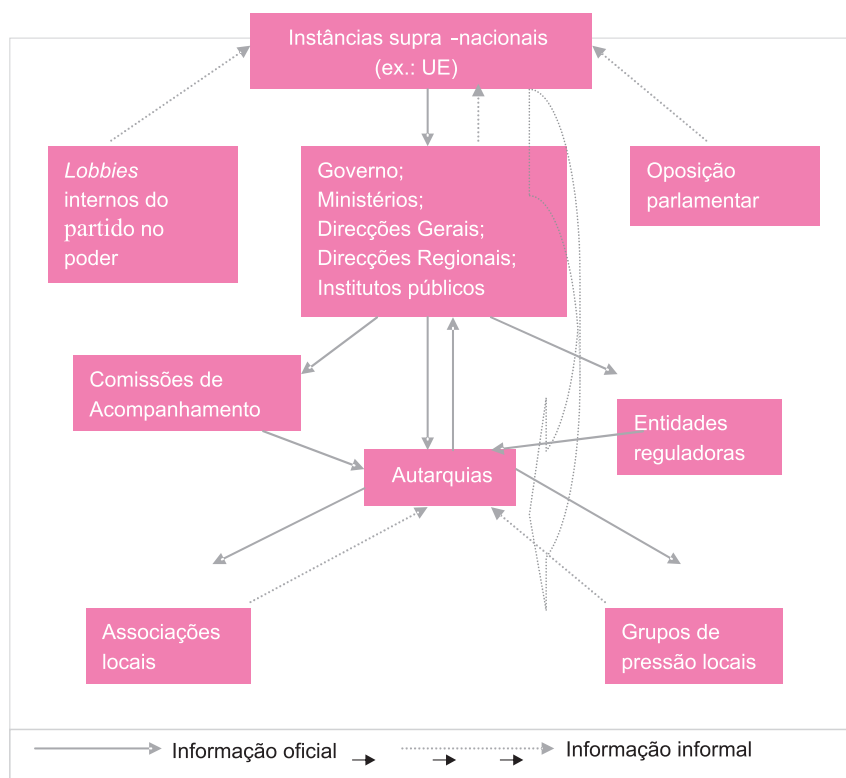 Instâncias supra -nacionais
(ex.: UE)
Lobbies
internos do
partido no
poder
Governo;
Ministérios;
Direcções Gerais;
Direcções Regionais;
Institutos públicos
Oposição
parlamentar
Comissões de
Acompanhamento
Entidades
reguladoras
Autarquias
Associações
locais
Grupos de
pressão locais
Informação oficial
Informação informal